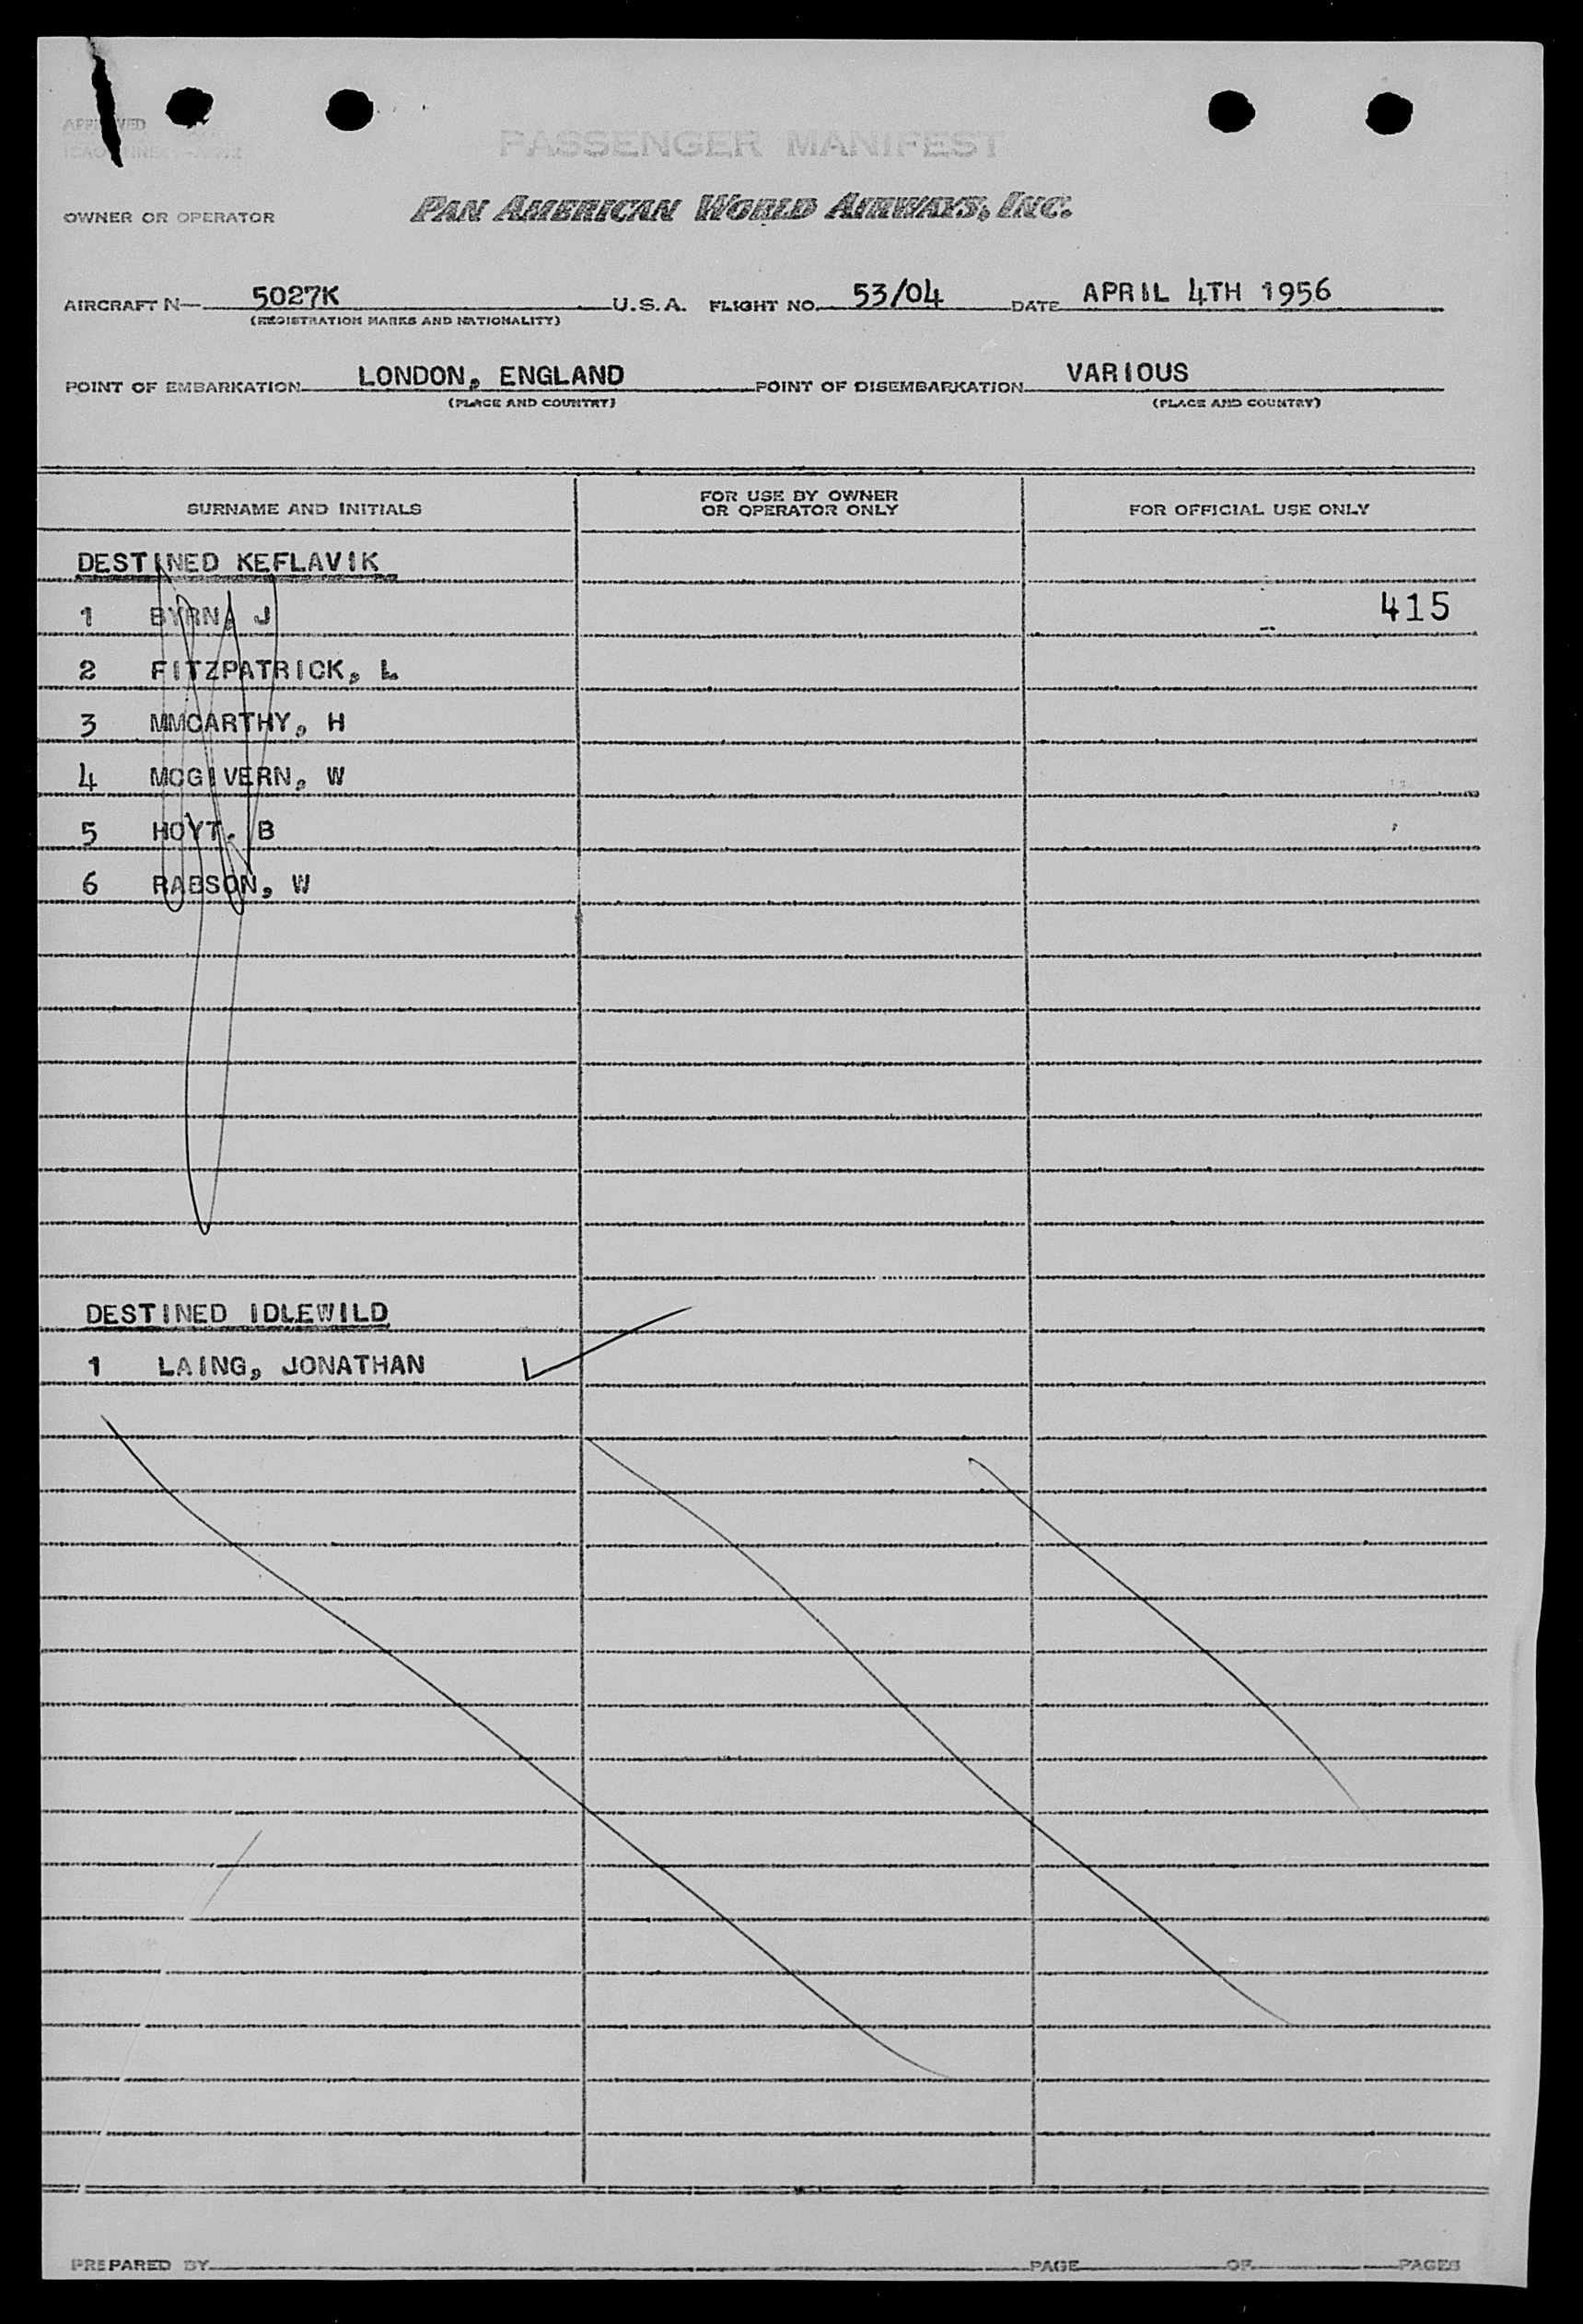 APPROVED
PASSENGER MANIFEST
OWNER OR OPERATOR PAN AMERICAN WORLD AIRWAYS, INC.
AIRCRAFT N— 5027K U.S.A. FLIGHT NO. 53/04 DATE APRIL 4TH 1956
(REGISTRATION MARKS AND NATIONALITY)
POINT OF EMBARKATION LONDON, ENGLAND POINT OF DISEMBARKATION VARIOUS
(PLACE AND COUNTRY) (PLACE AND COUNTRY)
SURNAME AND INITIALS FOR USE BY OWNER OR OPERATOR ONLY FOR OFFICIAL USE ONLY
DESTINED KEFLAVIK
1 BYRN, J 415
2 FITZPATRICK, L
3 MMCARTHY, H
4 MCGIVERN, W
5 HOYT. B
6 RABSON, W
DESTINED IDLEWILD
1 LAING, JONATHAN
PREPARED BY PAGE OF PAGES